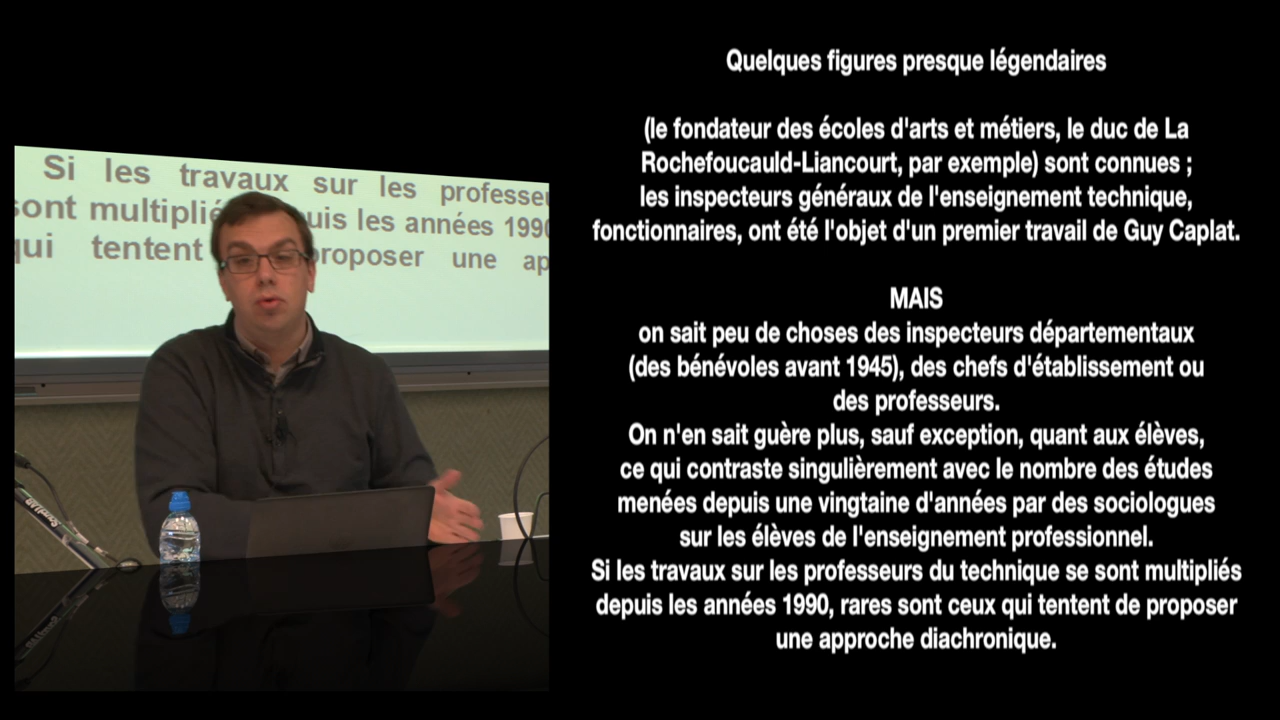 Si les travaux sur les professeu
sont multiplié puis les années 1990
qui tentent proposer une ap
Quelques figures presque légendaires
(le fondateur des écoles d'arts et métiers, le duc de La
Rochefoucauld-Liancourt, par exemple) sont connues ;
les inspecteurs généraux de l'enseignement technique,
fonctionnaires, ont été l'objet d'un premier travail de Guy Caplat.
MAIS
on sait peu de choses des inspecteurs départementaux
(des bénévoles avant 1945), des chefs d'établissement ou
des professeurs.
On n'en sait guère plus, sauf exception, quant aux élèves,
ce qui contraste singulièrement avec le nombre des études
menées depuis une vingtaine d'années par des sociologues
sur les élèves de l'enseignement professionnel.
Si les travaux sur les professeurs du technique se sont multipliés
depuis les années 1990, rares sont ceux qui tentent de proposer
une approche diachronique.